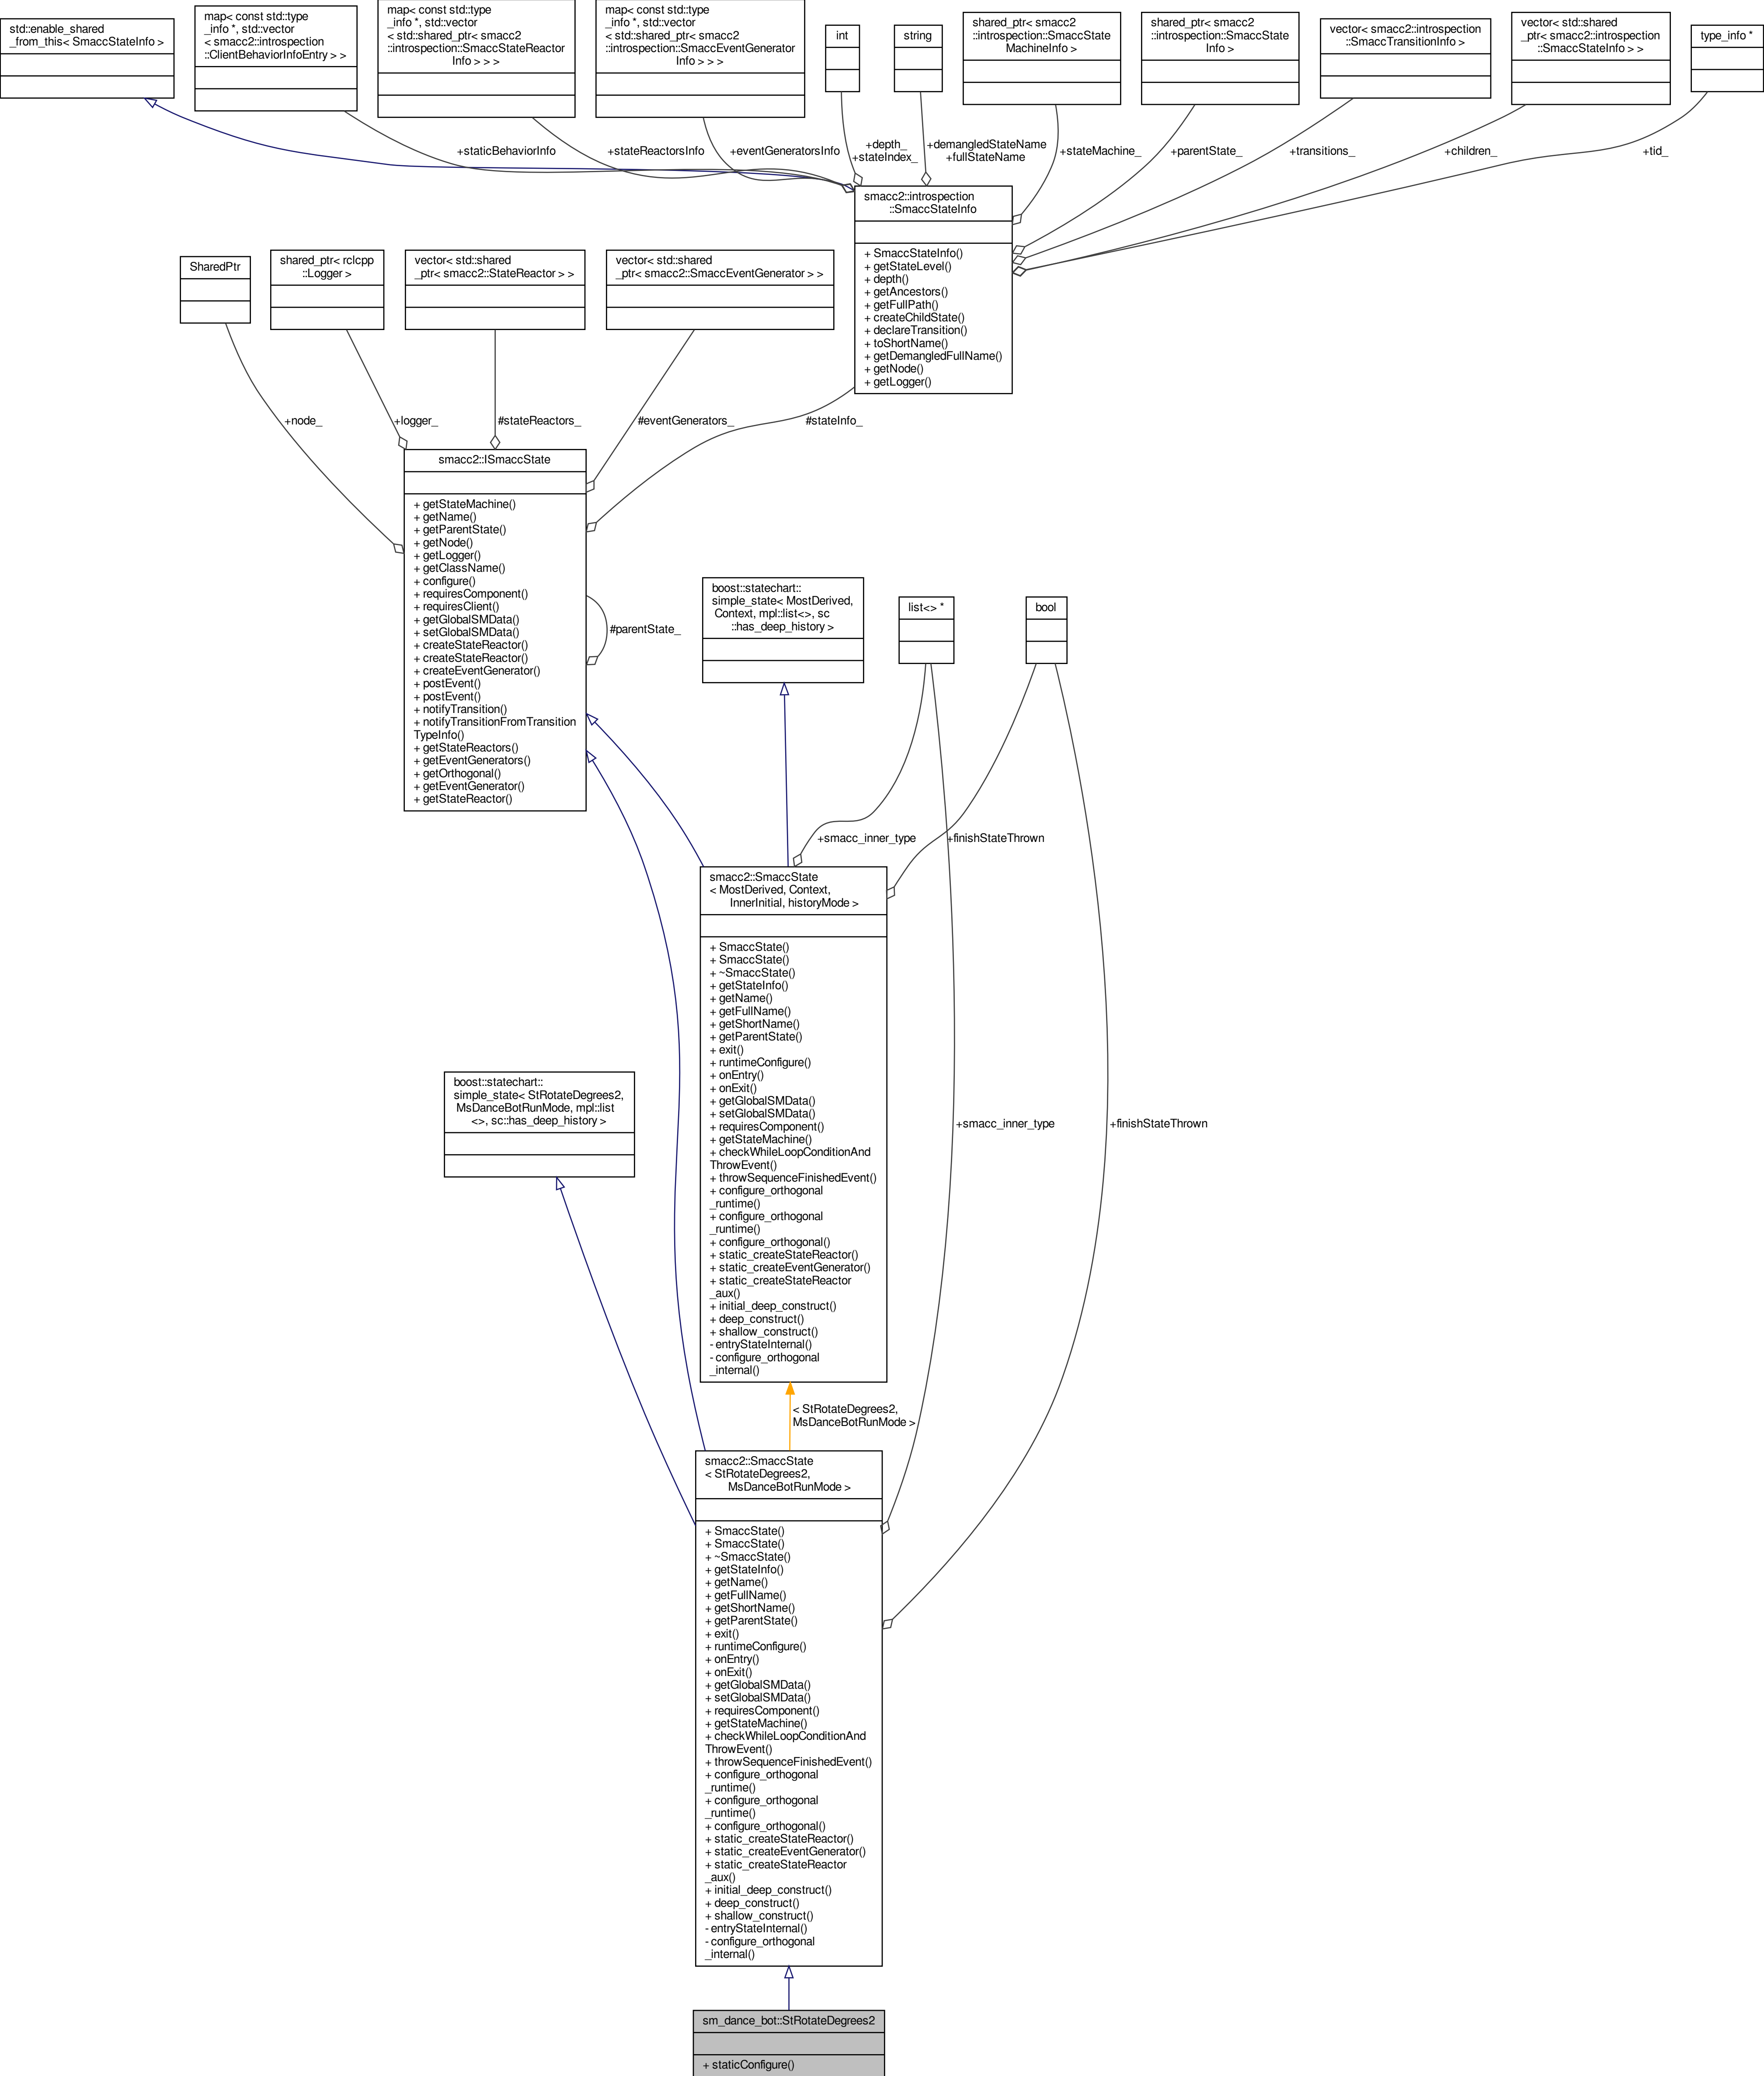 std::enable_shared
_from_this< SmaccStateInfo >
map< const std::type
_info *, std::vector
< smacc2::introspection
::ClientBehaviorInfoEntry > >
map< const std::type
_info *, std::vector
< std::shared_ptr< smacc2
::introspection::SmaccStateReactor
Info > > >
map< const std::type
_info *, std::vector
< std::shared_ptr< smacc2
::introspection::SmaccEventGenerator
Info > > >
int
string
shared_ptr< smacc2
::introspection::SmaccState
MachineInfo >
shared_ptr< smacc2
::introspection::SmaccState
Info >
vector< smacc2::introspection
::SmaccTransitionInfo >
vector< std::shared
_ptr< smacc2::introspection
::SmaccStateInfo > >
type_info *
+staticBehaviorInfo
+stateReactorsInfo
+eventGeneratorsInfo
+depth_
+stateIndex_
+demangledStateName
+fullStateName
+stateMachine_
+parentState_
+transitions_
+children_
+tid_
smacc2::introspection
::SmaccStateInfo
+ SmaccStateInfo()
+ getStateLevel()
+ depth()
+ getAncestors()
+ getFullPath()
+ createChildState()
+ declareTransition()
+ toShortName()
+ getDemangledFullName()
+ getNode()
+ getLogger()
SharedPtr
shared_ptr< rclcpp
::Logger >
vector< std::shared
_ptr< smacc2::StateReactor > >
vector< std::shared
_ptr< smacc2::SmaccEventGenerator > >
+node_
+logger_
#stateReactors_
#eventGenerators_
#stateInfo_
smacc2::ISmaccState
+ getStateMachine()
+ getName()
+ getParentState()
+ getNode()
+ getLogger()
+ getClassName()
+ configure()
+ requiresComponent()
+ requiresClient()
+ getGlobalSMData()
+ setGlobalSMData()
+ createStateReactor()
+ createStateReactor()
+ createEventGenerator()
+ postEvent()
+ postEvent()
+ notifyTransition()
+ notifyTransitionFromTransition
TypeInfo()
+ getStateReactors()
+ getEventGenerators()
+ getOrthogonal()
+ getEventGenerator()
+ getStateReactor()
#parentState_
boost::statechart::
simple_state< MostDerived,
Context, mpl::list<>, sc
::has_deep_history >
list<> *
bool
+smacc_inner_type
+finishStateThrown
smacc2::SmaccState
< MostDerived, Context,
InnerInitial, historyMode >
+ SmaccState()
+ SmaccState()
+ ~SmaccState()
+ getStateInfo()
+ getName()
+ getFullName()
+ getShortName()
+ getParentState()
+ exit()
+ runtimeConfigure()
+ onEntry()
+ onExit()
+ getGlobalSMData()
+ setGlobalSMData()
+ requiresComponent()
+ getStateMachine()
+ checkWhileLoopConditionAnd
ThrowEvent()
+ throwSequenceFinishedEvent()
+ configure_orthogonal
_runtime()
+ configure_orthogonal
_runtime()
+ configure_orthogonal()
+ static_createStateReactor()
+ static_createEventGenerator()
+ static_createStateReactor
_aux()
+ initial_deep_construct()
+ deep_construct()
+ shallow_construct()
- entryStateInternal()
- configure_orthogonal
_internal()
boost::statechart::
simple_state< StRotateDegrees2,
MsDanceBotRunMode, mpl::list
<>, sc::has_deep_history >
+smacc_inner_type
+finishStateThrown
< StRotateDegrees2,
MsDanceBotRunMode >
smacc2::SmaccState
< StRotateDegrees2,
MsDanceBotRunMode >
+ SmaccState()
+ SmaccState()
+ ~SmaccState()
+ getStateInfo()
+ getName()
+ getFullName()
+ getShortName()
+ getParentState()
+ exit()
+ runtimeConfigure()
+ onEntry()
+ onExit()
+ getGlobalSMData()
+ setGlobalSMData()
+ requiresComponent()
+ getStateMachine()
+ checkWhileLoopConditionAnd
ThrowEvent()
+ throwSequenceFinishedEvent()
+ configure_orthogonal
_runtime()
+ configure_orthogonal
_runtime()
+ configure_orthogonal()
+ static_createStateReactor()
+ static_createEventGenerator()
+ static_createStateReactor
_aux()
+ initial_deep_construct()
+ deep_construct()
+ shallow_construct()
- entryStateInternal()
- configure_orthogonal
_internal()
sm_dance_bot::StRotateDegrees2
+ staticConfigure()